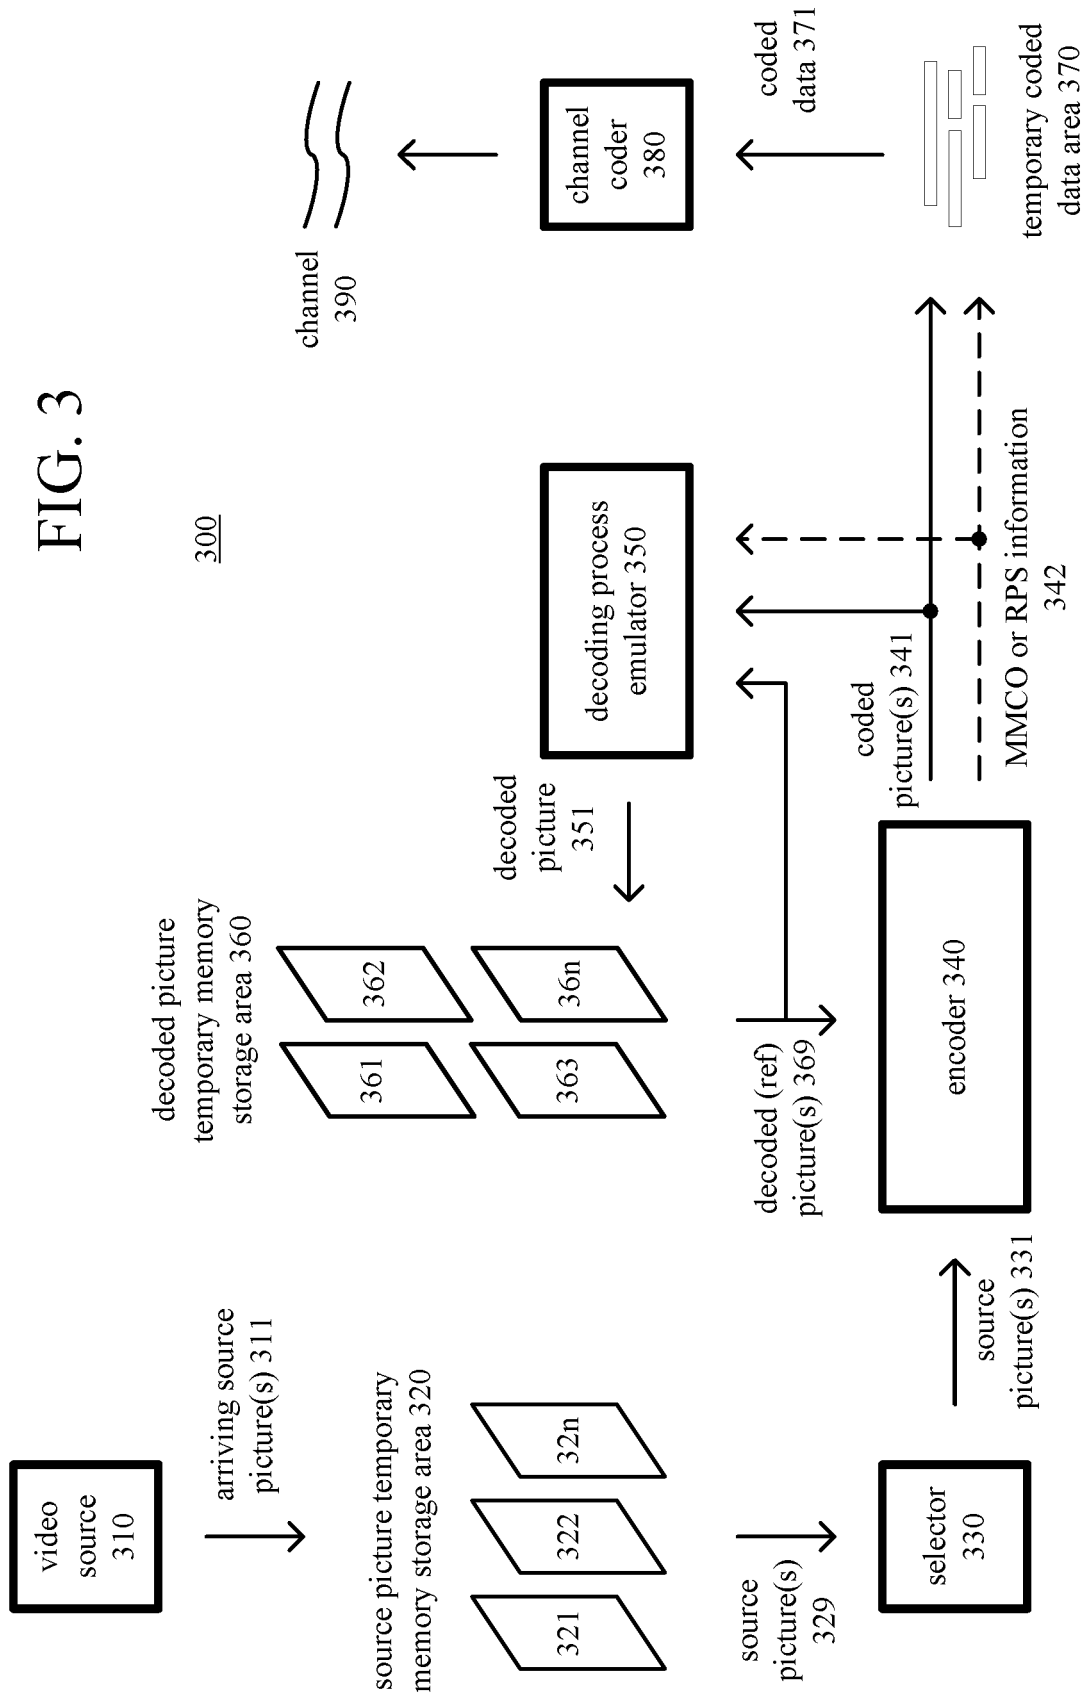 FIG. 3
300
video
source
310
arriving source
picture(s) 311
source picture temporary
memory storage area 320
321
322
32n
source
picture(s)
329
selector
330
source
picture(s) 331
decoded picture
temporary memory
storage area 360
361
362
363
36n
decoded (ref)
picture(s) 369
encoder 340
decoded
picture
351
decoding process
emulator 350
coded
picture(s) 341
MMCO or RPS information
342
channel
390
channel
coder
380
coded
data 371
temporary coded
data area 370